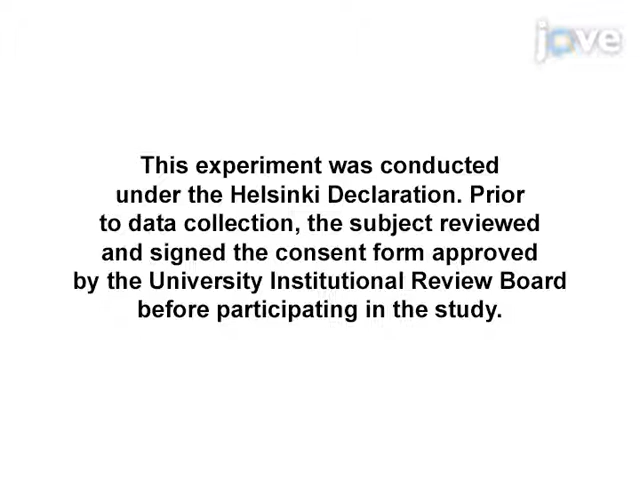 jove
This experiment was conducted
under the Helsinki Declaration. Prior
to data collection, the subject reviewed
and signed the consent form approved
by the University Institutional Review Board
before participating in the study.